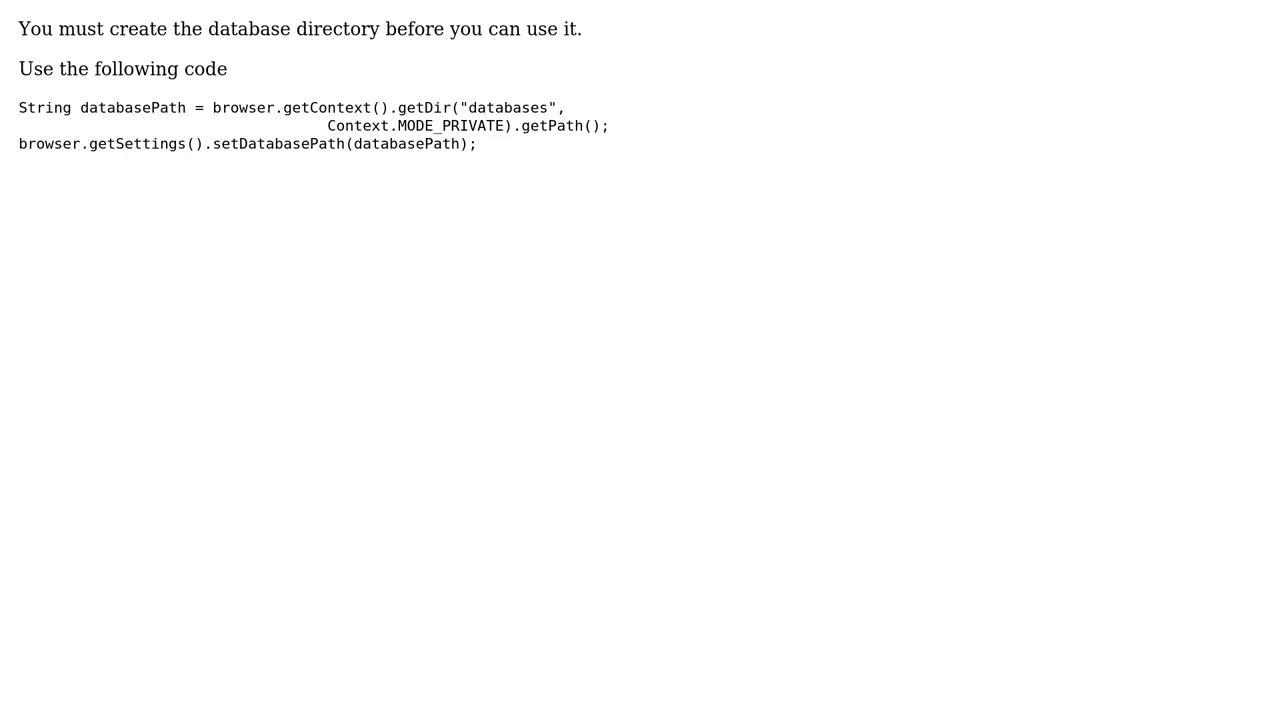 You must create the database directory before you can use it.
Use the following code
String databasePath = browser.getContext().getDir("databases",
                                   Context.MODE_PRIVATE).getPath();
browser.getSettings().setDatabasePath(databasePath);